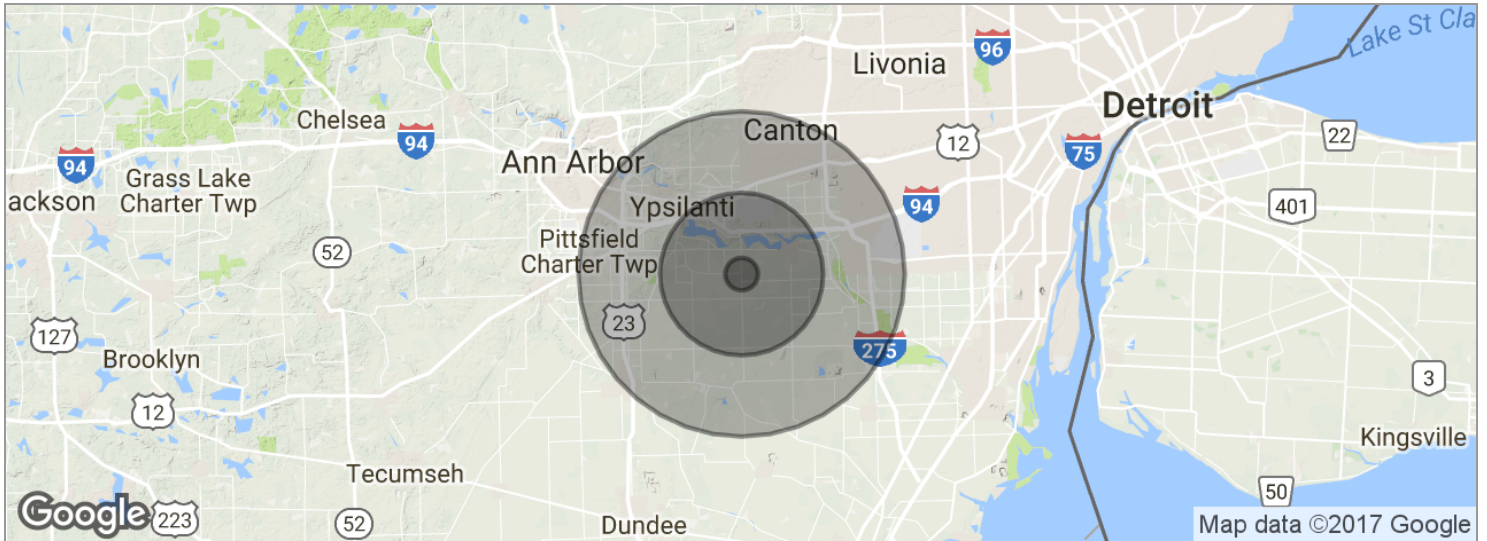 Lake St Cla
96
Livonia
Detroit
Chelsea
Canton
22
94
12
75
94
Ann Arbor
Grass Lake
Charter Twp
ackson
94
401
Ypsilanti
52
Pittsfield
Charter Twp
23
127
275
Brooklyn
3
12
Kingsville
Tecumseh
50
Google
223
52
Dundee
Map data ©2017 Google